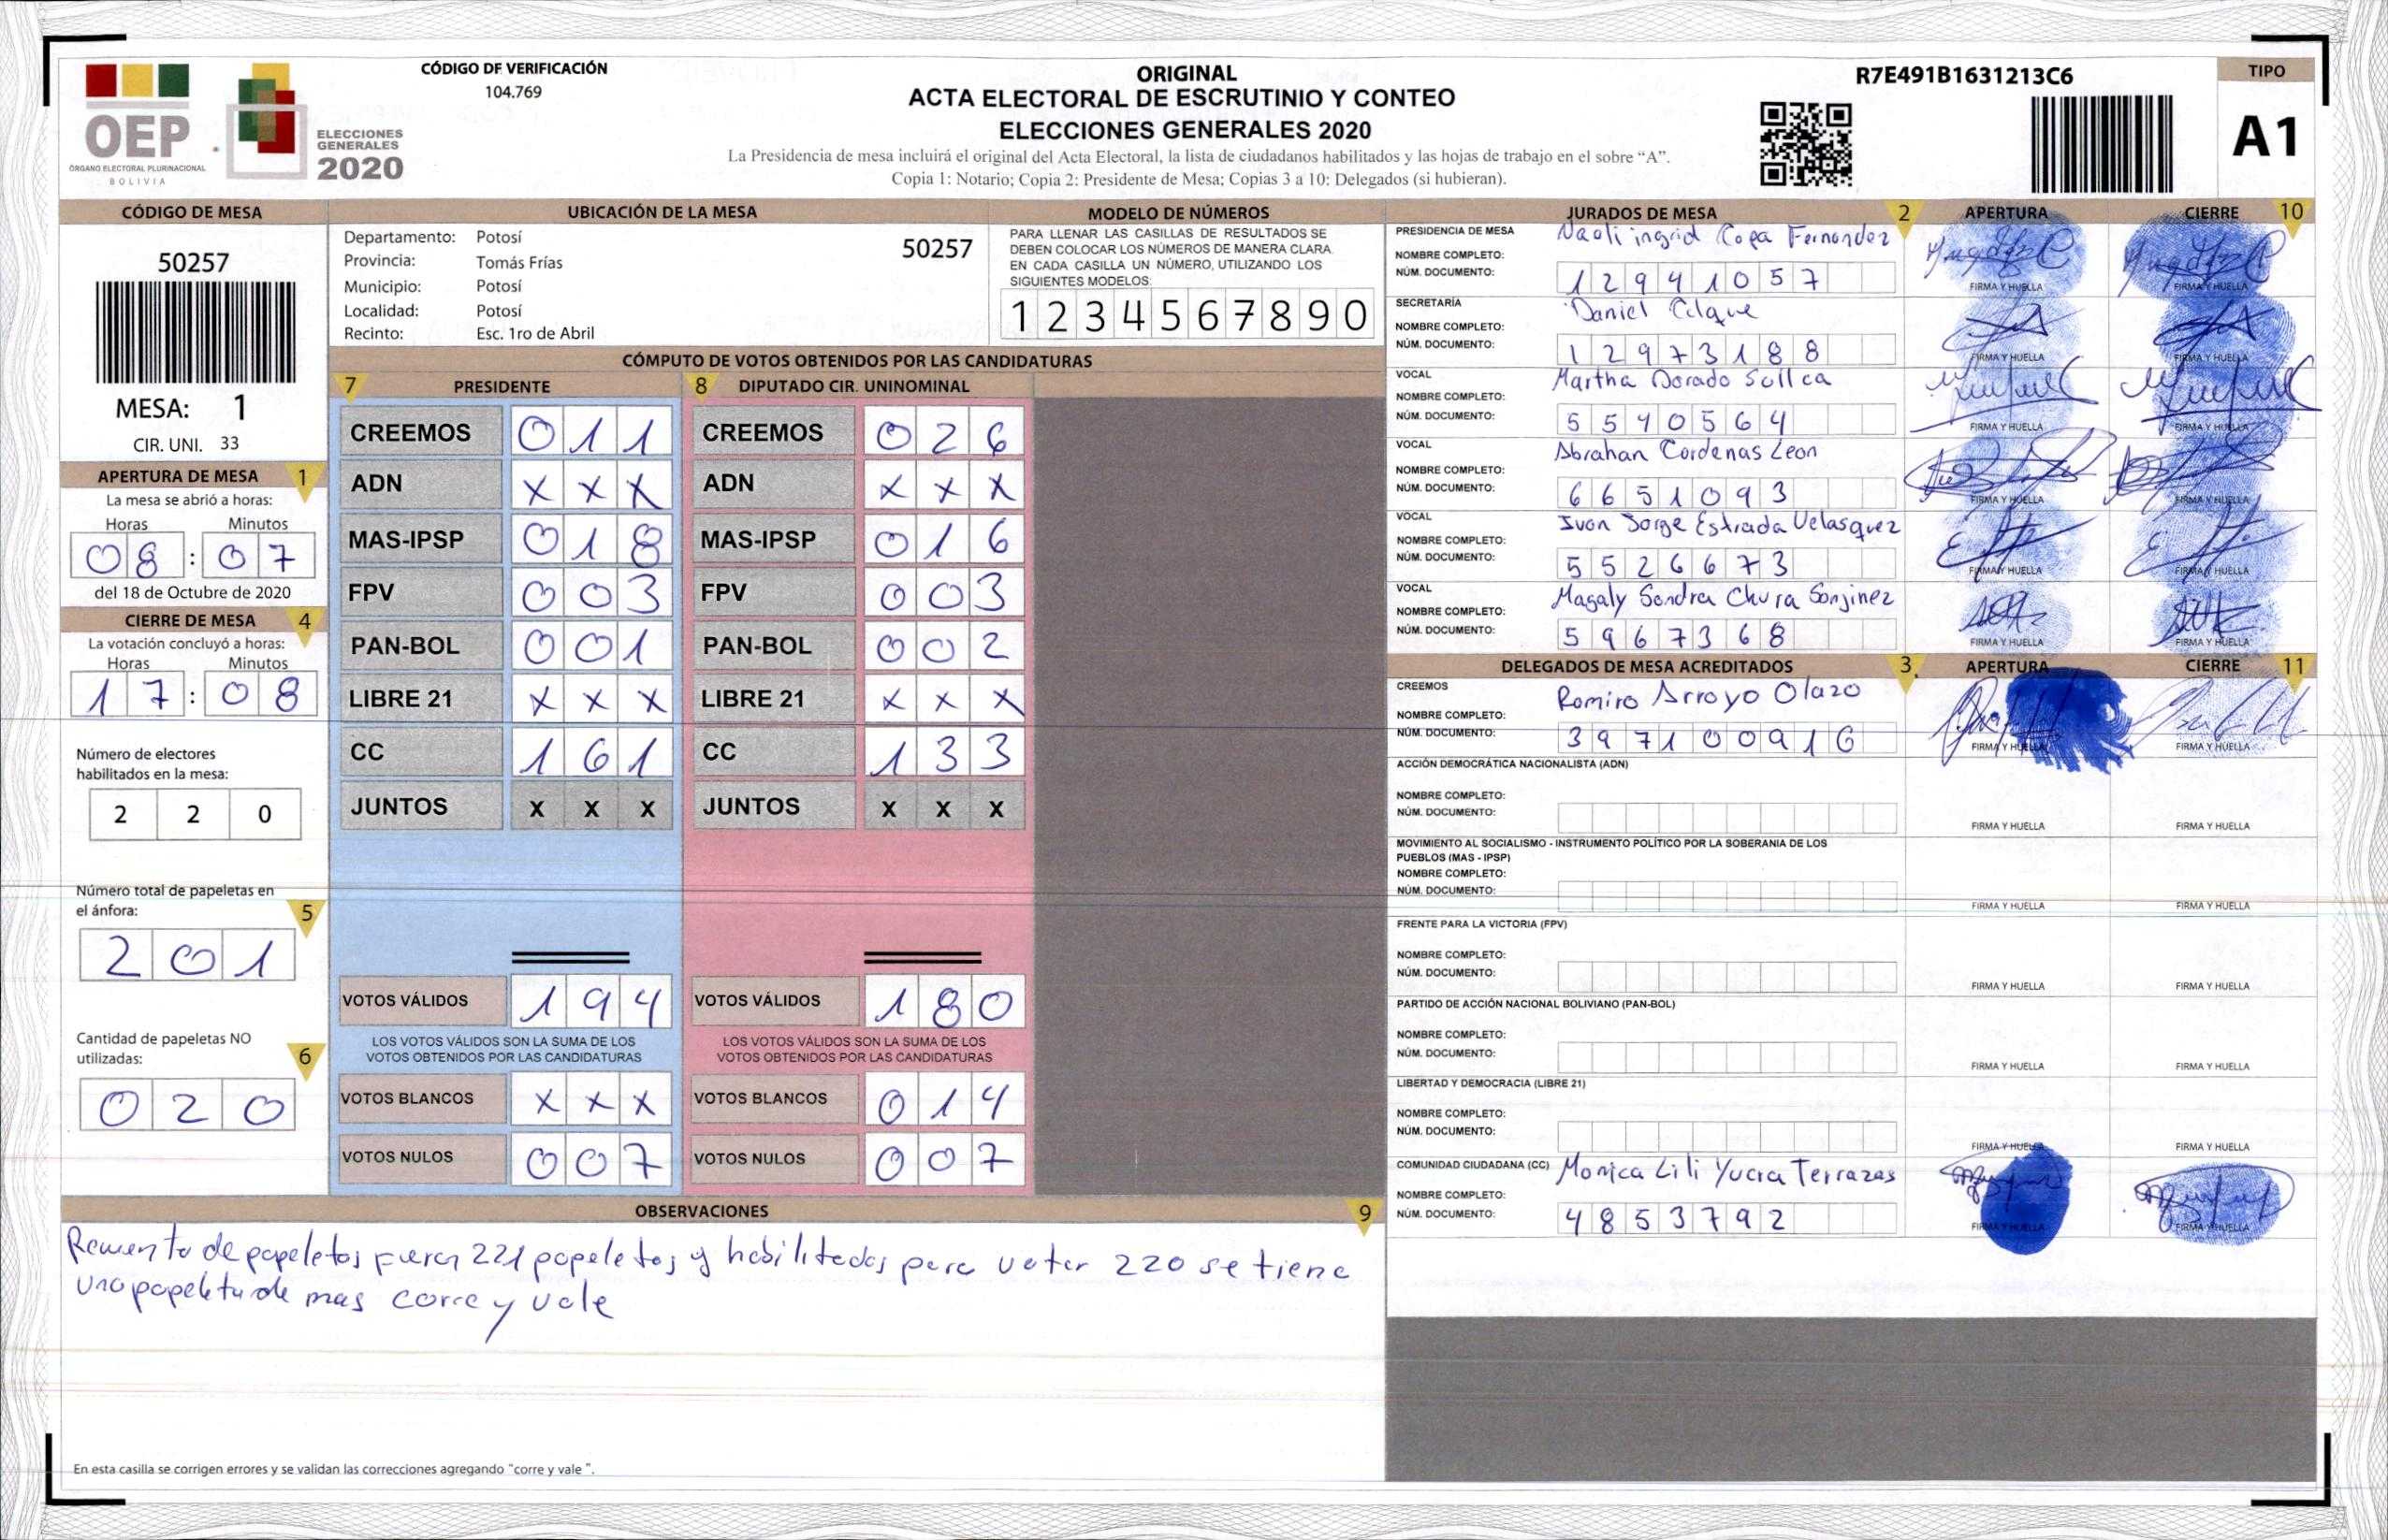 CÓDIGO DE VERIFICACIÓN
104.769
OEP
ÓRGANO ELECTORAL PLURINACIONAL
BOLIVIA
ELECCIONES
GENERALES
2020
ORIGINAL
ACTA ELECTORAL DE ESCRUTINIO Y CONTEO
ELECCIONES GENERALES 2020
La Presidencia de mesa incluirá el original del Acta Electoral, la lista de ciudadanos habilitados y las hojas de trabajo en el sobre “A”.
Copia 1: Notario; Copia 2: Presidente de Mesa; Copias 3 a 10: Delegados (si hubieran).
R7E491B1631213C6
TIPO
A1
CÓDIGO DE MESA
50257
MESA: 1
CIR. UNI. 33
APERTURA DE MESA 1
La mesa se abrió a horas:
Horas Minutos
08 : 07
del 18 de Octubre de 2020
CIERRE DE MESA 4
La votación concluyó a horas:
Horas Minutos
17 : 08
Número de electores
habilitados en la mesa:
2 2 0
Número total de papeletas en
el ánfora: 5
2 0 1
Cantidad de papeletas NO
utilizadas: 6
0 2 0
UBICACIÓN DE LA MESA
Departamento: Potosí 50257
Provincia: Tomás Frías
Municipio: Potosí
Localidad: Potosí
Recinto: Esc. 1ro de Abril
MODELO DE NÚMEROS
PARA LLENAR LAS CASILLAS DE RESULTADOS SE
DEBEN COLOCAR LOS NÚMEROS DE MANERA CLARA.
EN CADA CASILLA UN NÚMERO, UTILIZANDO LOS
SIGUIENTES MODELOS:
1 2 3 4 5 6 7 8 9 0
CÓMPUTO DE VOTOS OBTENIDOS POR LAS CANDIDATURAS
7 PRESIDENTE
CREEMOS 0 1 1
ADN X X X
MAS-IPSP 0 1 8
FPV 0 0 3
PAN-BOL 0 0 1
LIBRE 21 X X X
CC 1 6 1
JUNTOS X X X
VOTOS VÁLIDOS 1 9 4
LOS VOTOS VÁLIDOS SON LA SUMA DE LOS
VOTOS OBTENIDOS POR LAS CANDIDATURAS
VOTOS BLANCOS X X X
VOTOS NULOS 0 0 7
8 DIPUTADO CIR. UNINOMINAL
CREEMOS 0 2 6
ADN X X X
MAS-IPSP 0 1 6
FPV 0 0 3
PAN-BOL 0 0 2
LIBRE 21 X X X
CC 1 3 3
JUNTOS X X X
VOTOS VÁLIDOS 1 8 0
LOS VOTOS VÁLIDOS SON LA SUMA DE LOS
VOTOS OBTENIDOS POR LAS CANDIDATURAS
VOTOS BLANCOS 0 1 4
VOTOS NULOS 0 0 7
OBSERVACIONES 9
de papeletas fueron 221 papeletas y habilitados para votar 220 se tiene
una papeleta de mas corre y vale
En esta casilla se corrigen errores y se validan las correcciones agregando “corre y vale ”.
JURADOS DE MESA 2 APERTURA CIERRE 10
PRESIDENCIA DE MESA
NOMBRE COMPLETO: ingrid Copa Fernandez
NÚM. DOCUMENTO: 12941057
FIRMA Y HUELLA FIRMA Y HUELLA
SECRETARÍA
NOMBRE COMPLETO: Daniel Colque
NÚM. DOCUMENTO: 12973188
FIRMA Y HUELLA FIRMA Y HUELLA
VOCAL
NOMBRE COMPLETO: Martha Dorado Sullca
NÚM. DOCUMENTO: 5540564
FIRMA Y HUELLA FIRMA Y HUELLA
VOCAL
NOMBRE COMPLETO: Abrahan Cardenas Leon
NÚM. DOCUMENTO: 6651093
FIRMA Y HUELLA FIRMA Y HUELLA
VOCAL
NOMBRE COMPLETO: Ivan Jorge Estrada Velasquez
NÚM. DOCUMENTO: 5526673
FIRMA Y HUELLA FIRMA Y HUELLA
VOCAL
NOMBRE COMPLETO: Magaly Sandra Chura Sonjinez
NÚM. DOCUMENTO: 5967368
FIRMA Y HUELLA FIRMA Y HUELLA
DELEGADOS DE MESA ACREDITADOS 3 APERTURA CIERRE 11
CREEMOS
NOMBRE COMPLETO: Ramiro Arroyo Olazo
NÚM. DOCUMENTO: 397100916
FIRMA Y HUELLA FIRMA Y HUELLA
ACCIÓN DEMOCRÁTICA NACIONALISTA (ADN)
NOMBRE COMPLETO:
NÚM. DOCUMENTO:
FIRMA Y HUELLA FIRMA Y HUELLA
MOVIMIENTO AL SOCIALISMO - INSTRUMENTO POLÍTICO POR LA SOBERANIA DE LOS
PUEBLOS (MAS - IPSP)
NOMBRE COMPLETO:
NÚM. DOCUMENTO:
FIRMA Y HUELLA FIRMA Y HUELLA
FRENTE PARA LA VICTORIA (FPV)
NOMBRE COMPLETO:
NÚM. DOCUMENTO:
FIRMA Y HUELLA FIRMA Y HUELLA
PARTIDO DE ACCIÓN NACIONAL BOLIVIANO (PAN-BOL)
NOMBRE COMPLETO:
NÚM. DOCUMENTO:
FIRMA Y HUELLA FIRMA Y HUELLA
LIBERTAD Y DEMOCRACIA (LIBRE 21)
NOMBRE COMPLETO:
NÚM. DOCUMENTO:
FIRMA Y HUELLA FIRMA Y HUELLA
COMUNIDAD CIUDADANA (CC)
NOMBRE COMPLETO: Monica Lili Yucra Terrazas
NÚM. DOCUMENTO: 4853792
FIRMA Y HUELLA FIRMA Y HUELLA